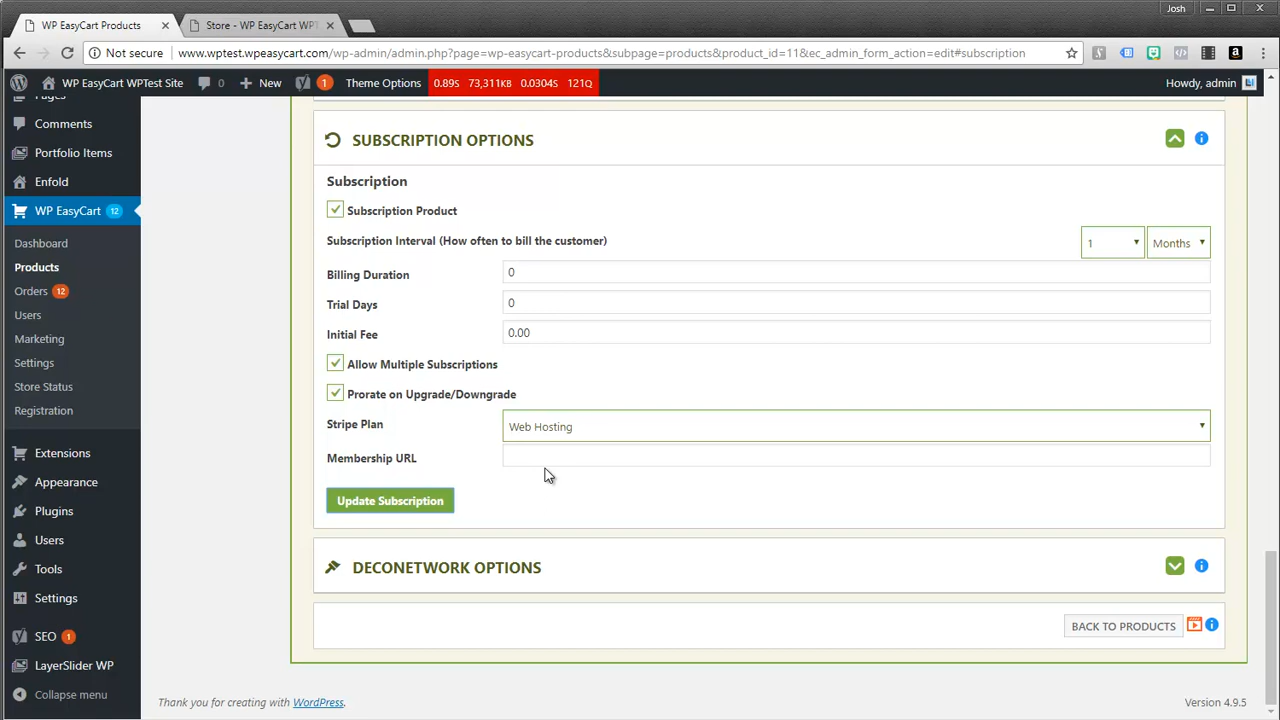 Josh
WP EasyCart Products
Store - WP EasyCart WPT
Not secure
www.wptest.wpeasycart.com/wp-admin/admin.php?page=wp-easycart-products&subpage=products&product_id=11&ec_admin_form_action=edit#subscription
WP EasyCart WPTest Site
0
New
1
Theme Options
0.89S 73,311KB 0.0304S 121Q
Howdy, admin
Pages
Comments
Portfolio Items
Enfold
WP EasyCart 12
Dashboard
Products
Orders 12
Users
Marketing
Settings
Store Status
Registration
Extensions
Appearance
Plugins
Users
Tools
Settings
SEO 1
LayerSlider WP
Collapse menu
SUBSCRIPTION OPTIONS
Subscription
Subscription Product
Subscription Interval (How often to bill the customer)
1
Months
Billing Duration
0
Trial Days
0
Initial Fee
0.00
Allow Multiple Subscriptions
Prorate on Upgrade/Downgrade
Stripe Plan
Web Hosting
Membership URL
Update Subscription
DECONETWORK OPTIONS
BACK TO PRODUCTS
Thank you for creating with WordPress.
Version 4.9.5